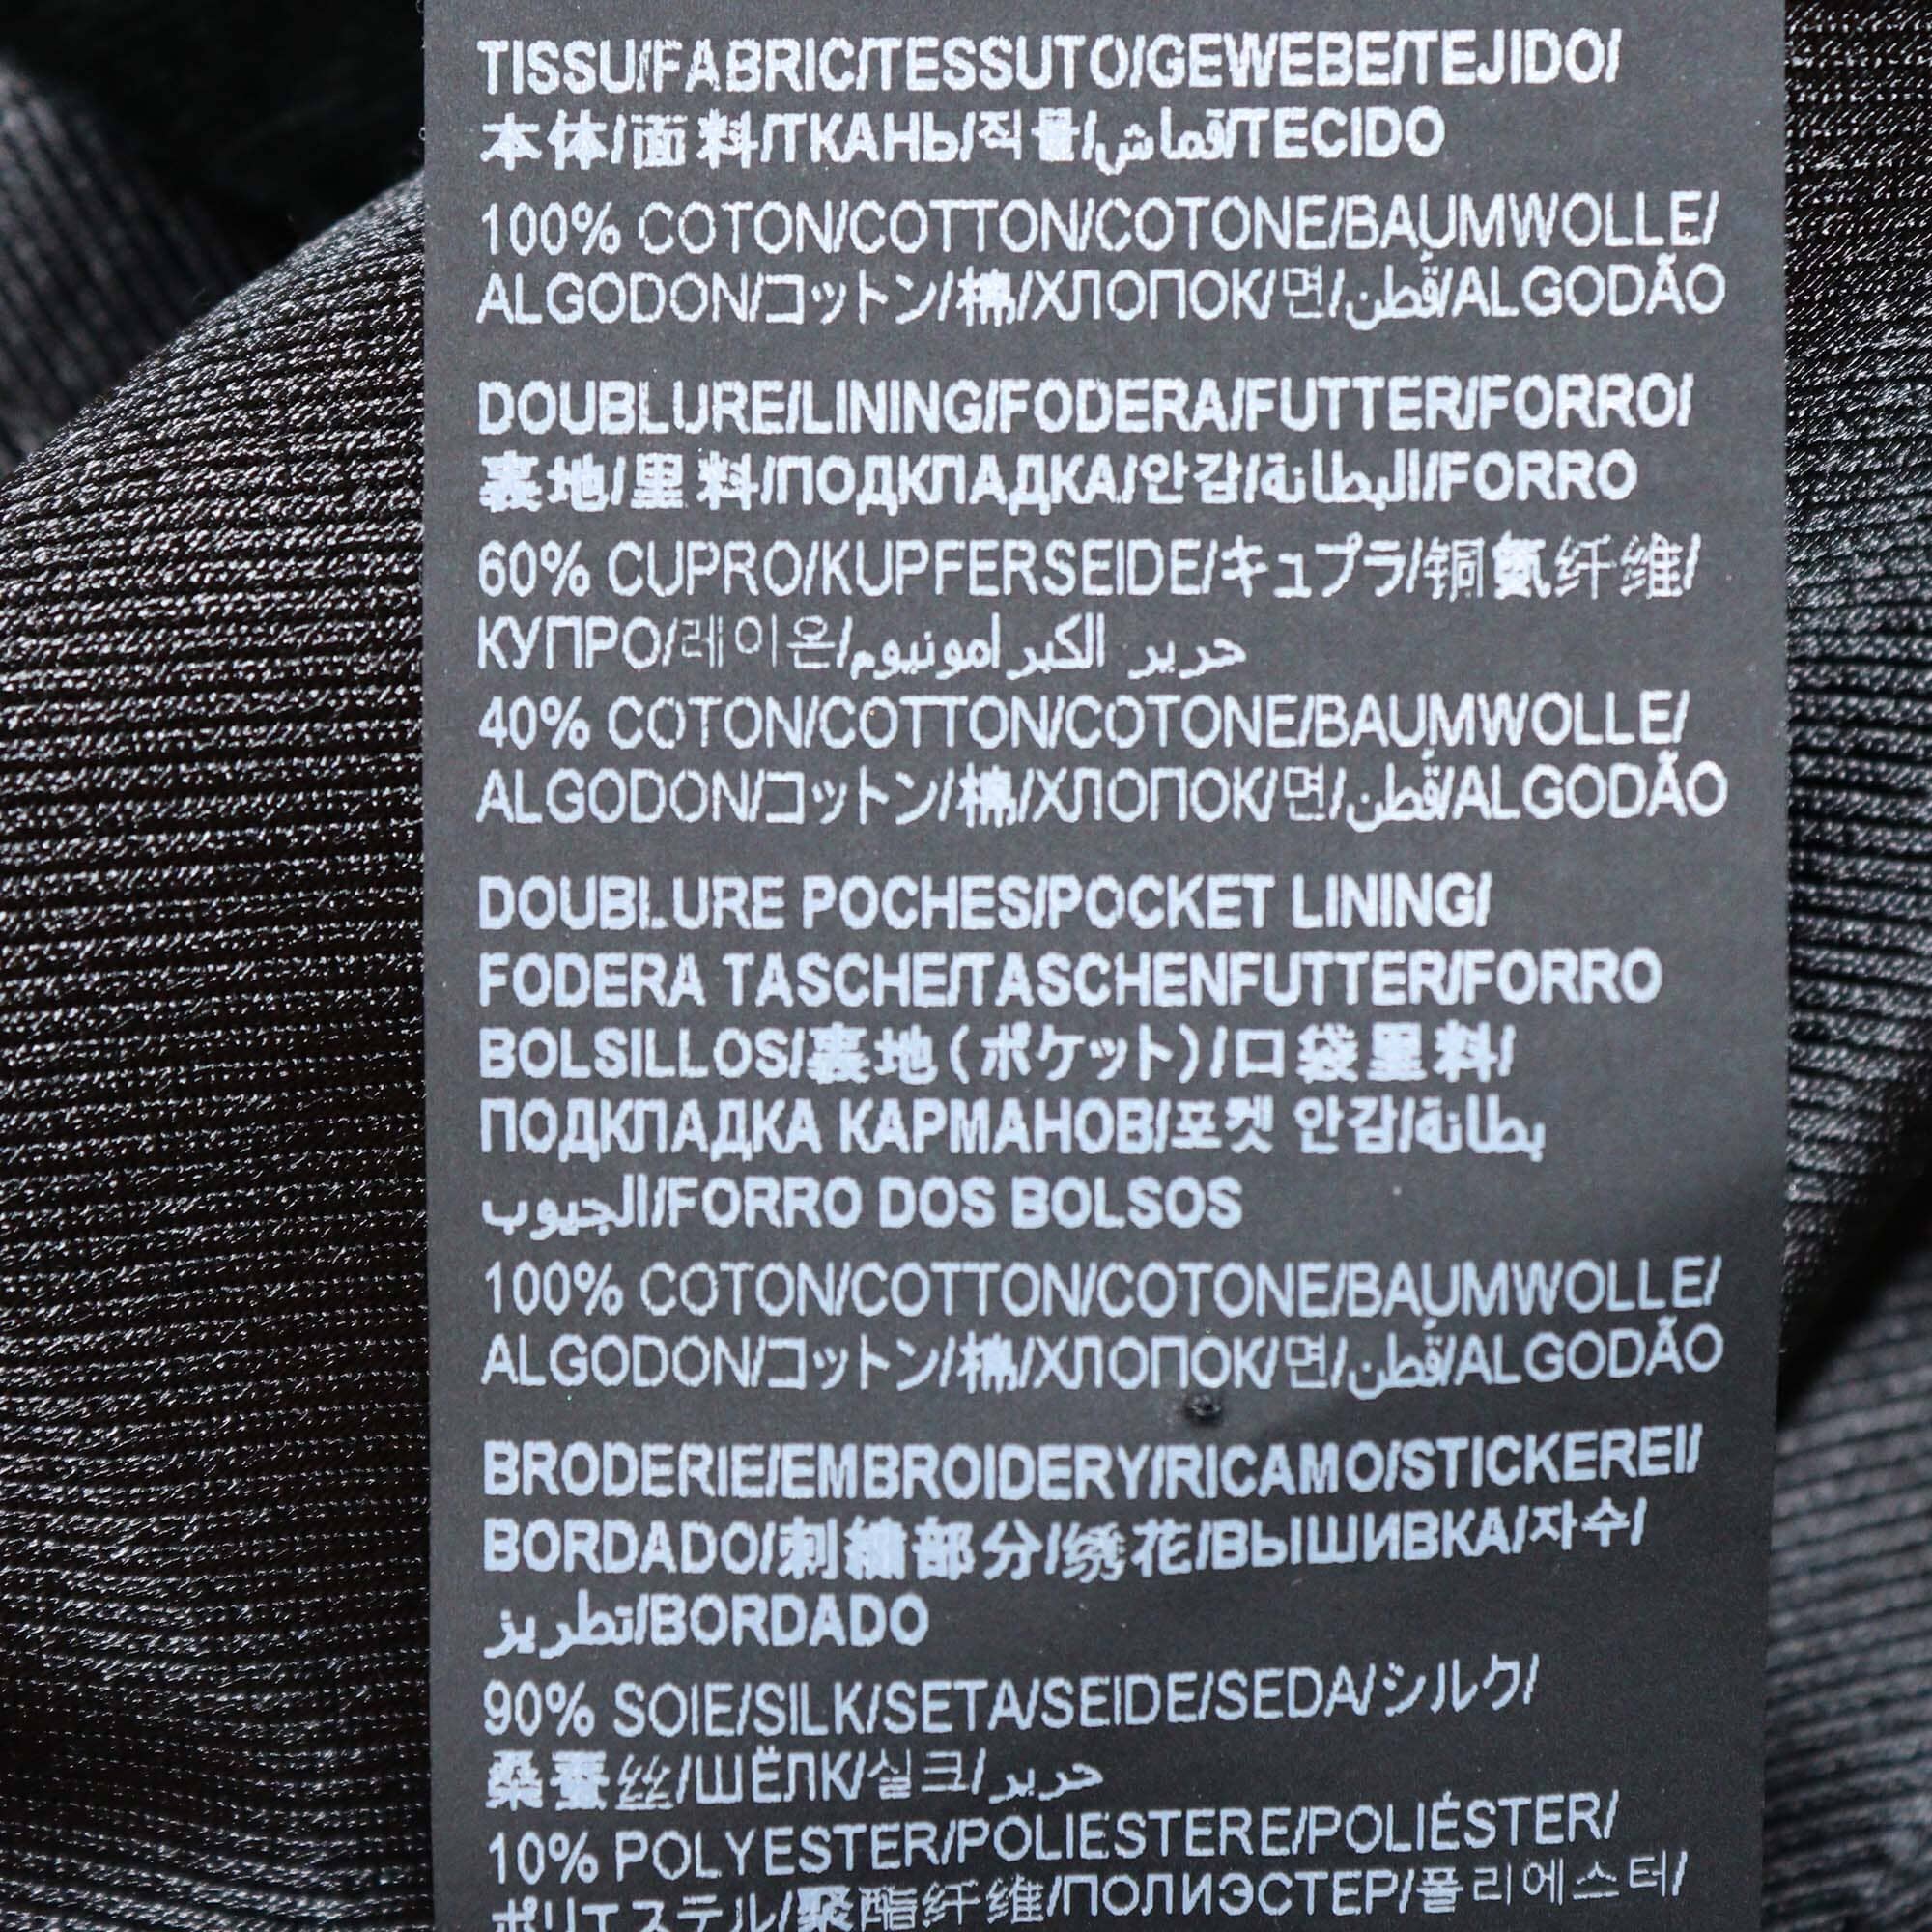 TISSU/FABRIC/TESSUTO/GEWEBE/TEJIDO/
本体/面料/ТКАНЬ/직물/قماش/TECIDO
100% COTON/COTTON/COTONE/BAUMWOLLE/
ALGODON/コットン/棉/ХЛОПОК/면/قطن/ALGODÃO
DOUBLURE/LINING/FODERA/FUTTER/FORRO/
裏地/里料/ПОДКЛАДКА/안감/البطانة/FORRO
60% CUPRO/KUPFERSEIDE/キュプラ/铜氨纤维/
КУПРО/레이온/حرير الكبر امونيوم
40% COTON/COTTON/COTONE/BAUMWOLLE/
ALGODON/コットン/棉/ХЛОПОК/면/قطن/ALGODÃO
DOUBLURE POCHES/POCKET LINING/
FODERA TASCHE/TASCHENFUTTER/FORRO
BOLSILLOS/裏地(ポケット)/口袋里料/
ПОДКЛАДКА КАРМАНОВ/포켓 안감/بطانة
الجيوب/FORRO DOS BOLSOS
100% COTON/COTTON/COTONE/BAUMWOLLE/
ALGODON/コットン/棉/ХЛОПОК/면/قطن/ALGODÃO
BRODERIE/EMBROIDERY/RICAMO/STICKEREI/
BORDADO/刺繍部分/绣花/ВЫШИВКА/자수/
تطريز/BORDADO
90% SOIE/SILK/SETA/SEIDE/SEDA/シルク/
桑蚕丝/ШЁЛК/실크/حرير
10% POLYESTER/POLIESTERE/POLIÉSTER/
ポリエステル/聚酯纤维/ПОЛИЭСТЕР/폴리에스터/